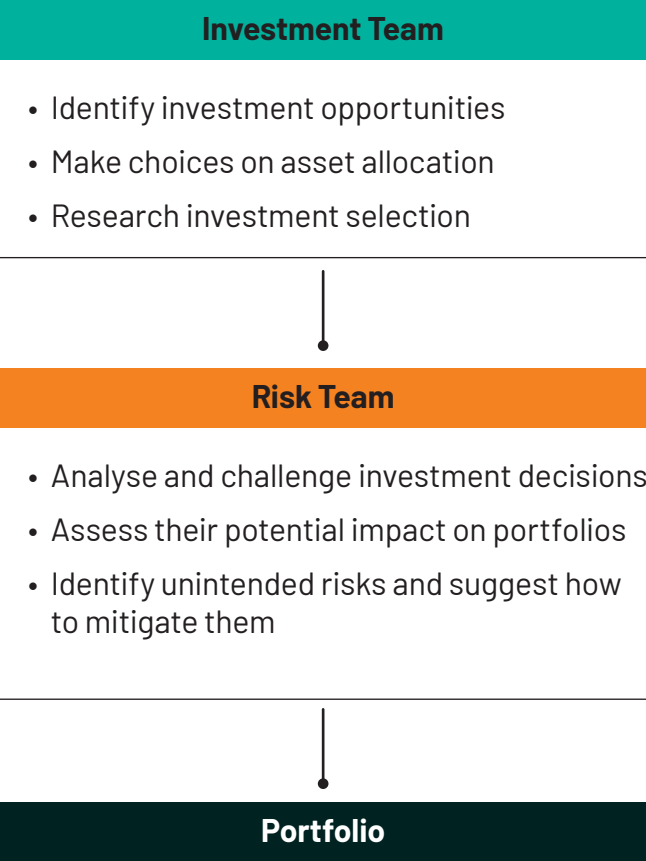 Investment Team
• Identify investment opportunities
• Make choices on asset allocation
• Research investment selection
Risk Team
• Analyse and challenge investment decisions
• Assess their potential impact on portfolios
• Identify unintended risks and suggest how
to mitigate them
Portfolio